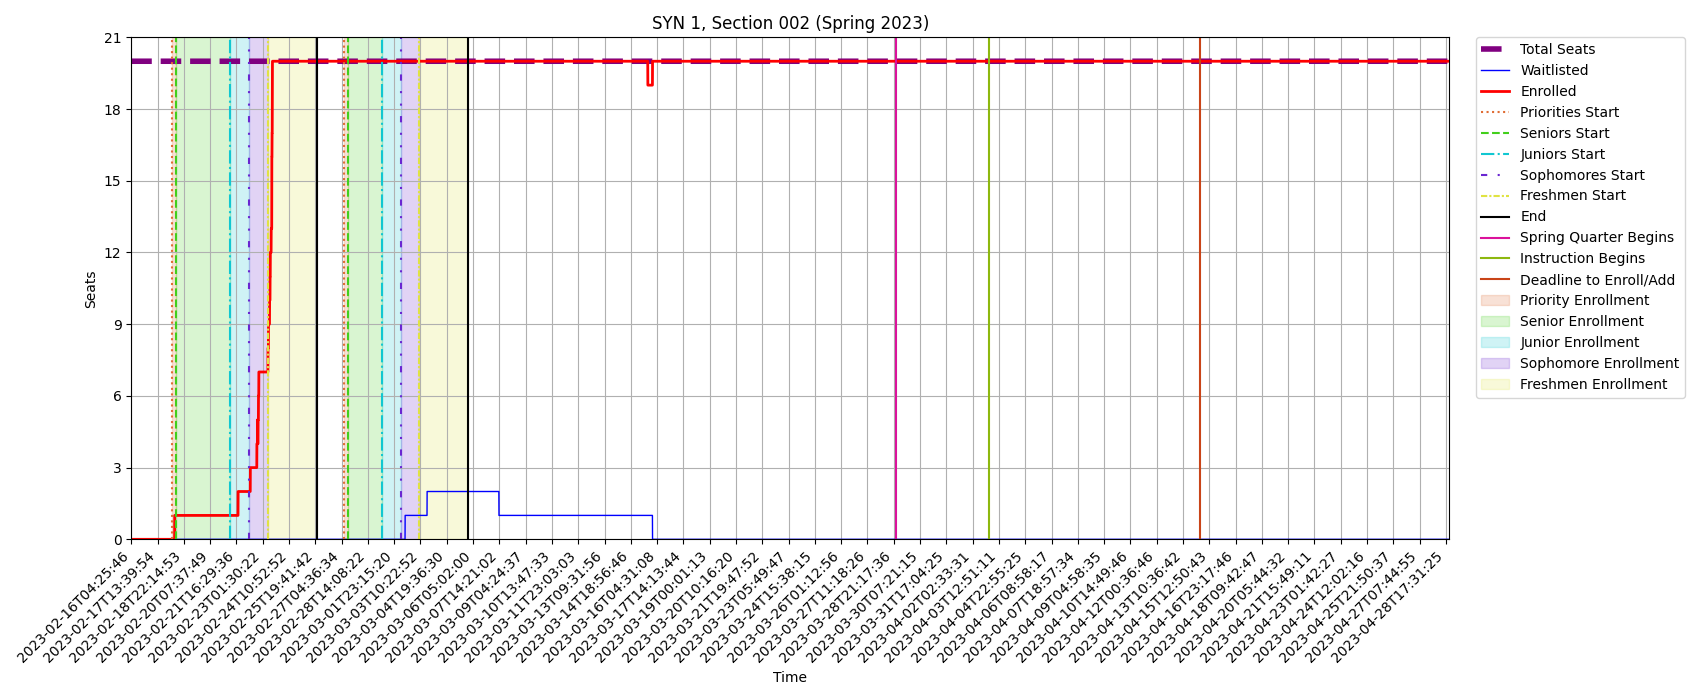 SYN 1, Section 002 (Spring 2023)
21
18
15
12
9
6
3
0
Seats
2023-02-16T04:25:46
2023-02-17T13:39:54
2023-02-18T22:14:53
2023-02-20T07:37:49
2023-02-21T16:29:36
2023-02-23T01:30:22
2023-02-24T10:52:52
2023-02-25T19:41:42
2023-02-27T04:36:34
2023-02-28T14:08:22
2023-03-01T23:15:20
2023-03-03T10:22:52
2023-03-04T19:36:30
2023-03-06T05:02:00
2023-03-07T14:21:02
2023-03-09T04:24:37
2023-03-10T13:47:33
2023-03-11T23:03:03
2023-03-13T09:31:56
2023-03-14T18:56:46
2023-03-16T04:31:08
2023-03-17T14:13:44
2023-03-19T00:01:13
2023-03-20T10:16:20
2023-03-21T19:47:52
2023-03-23T05:49:47
2023-03-24T15:38:15
2023-03-26T01:12:56
2023-03-27T11:18:26
2023-03-28T21:17:36
2023-03-30T07:21:15
2023-03-31T17:04:25
2023-04-02T02:33:31
2023-04-03T12:51:11
2023-04-04T22:55:25
2023-04-06T08:58:17
2023-04-07T18:57:34
2023-04-09T04:58:35
2023-04-10T14:49:46
2023-04-12T00:36:46
2023-04-13T10:36:42
2023-04-15T12:50:43
2023-04-16T23:17:46
2023-04-18T09:42:47
2023-04-20T05:44:32
2023-04-21T15:49:11
2023-04-23T01:42:27
2023-04-24T12:02:16
2023-04-25T21:50:37
2023-04-27T07:44:55
2023-04-28T17:31:25
Time
Total Seats
Waitlisted
Enrolled
Priorities Start
Seniors Start
Juniors Start
Sophomores Start
Freshmen Start
End
Spring Quarter Begins
Instruction Begins
Deadline to Enroll/Add
Priority Enrollment
Senior Enrollment
Junior Enrollment
Sophomore Enrollment
Freshmen Enrollment